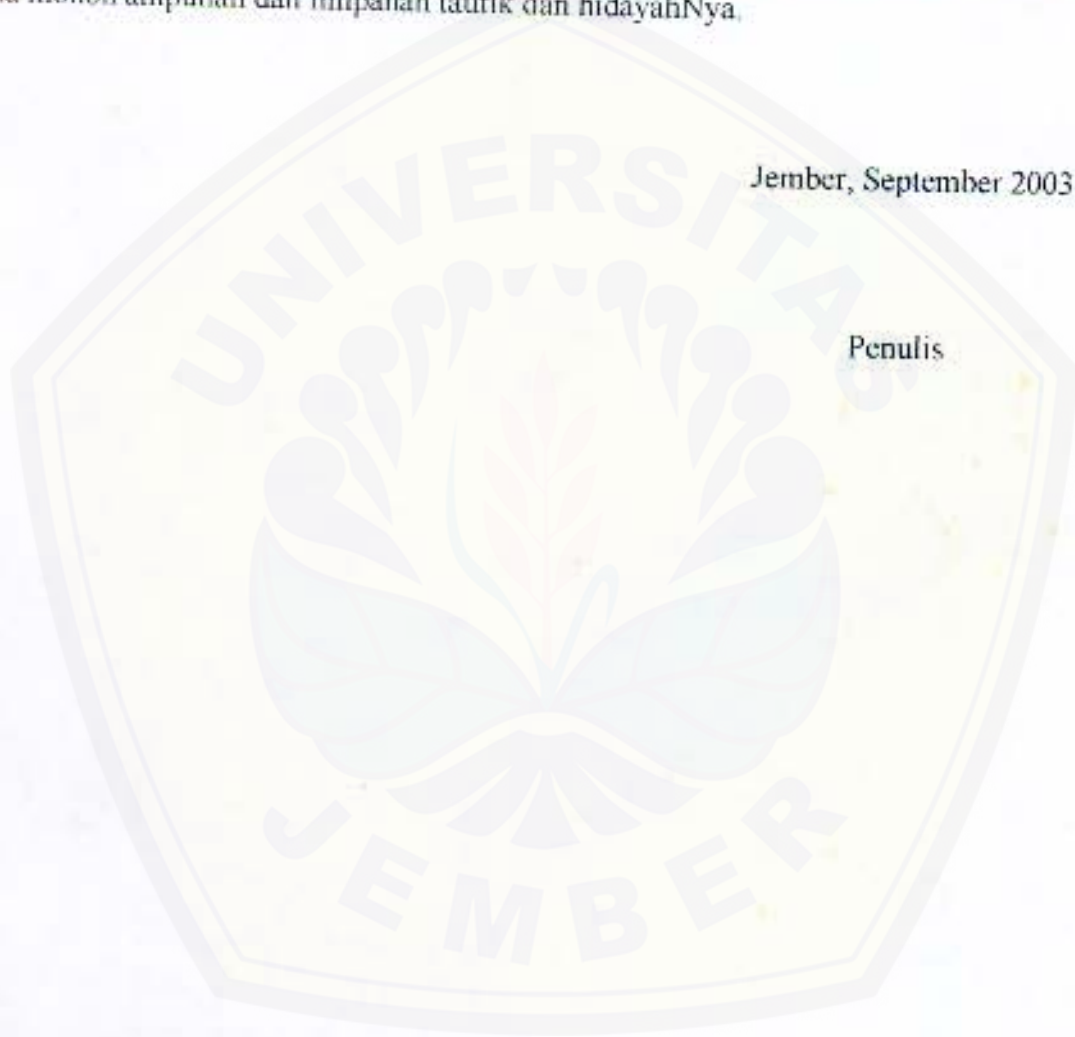 mohon ampunan dan limpahan taufik dan hidayahNya.
Jember, September 2003
Penulis
UNIVERSITAS
JEMBER